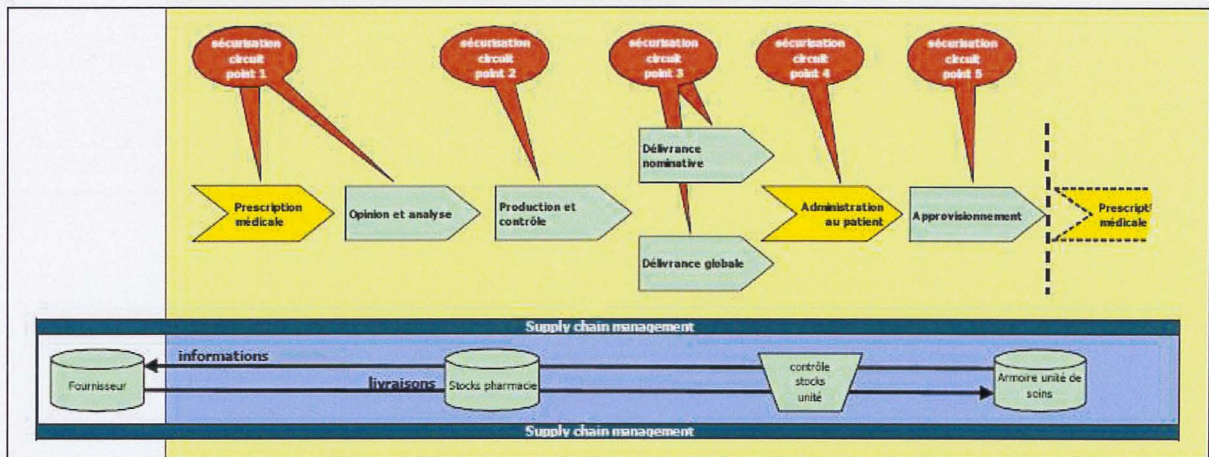 sécurisation
circuit
point 1
sécurisation
circuit
point 2
sécurisation
circuit
point 3
sécurisation
circuit
point 4
sécurisation
circuit
point 5
Délivrance
nominative
Prescription
médicale
Opinion et analyse
Production et
contrôle
Administration
au patient
Approvisionnement
Prescript
médicale
Délivrance globale
Supply chain management
informations
Fournisseur
livraisons
Stocks pharmacie
contrôle
stocks
unité
Armoire unité de
soins
Supply chain management